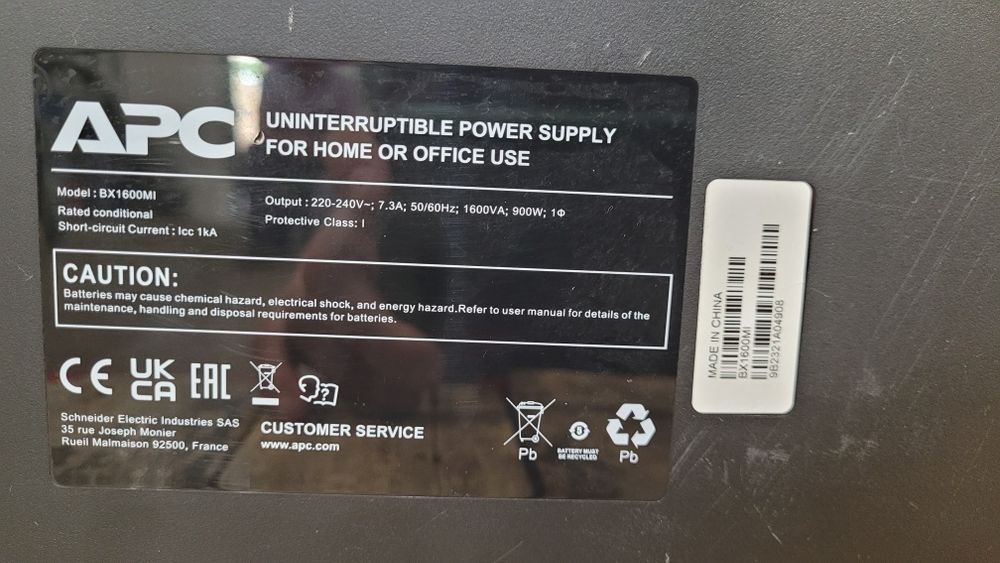 APC
UNINTERRUPTIBLE POWER SUPPLY
FOR HOME OR OFFICE USE
Model : BX1600MI
Rated conditional
Short-circuit Current : Icc 1kA
Output : 220-240V~; 7.3A; 50/60Hz; 1600VA; 900W; 1Φ
Protective Class: I
CAUTION:
Batteries may cause chemical hazard, electrical shock, and energy hazard.Refer to user manual for details of the
maintenance, handling and disposal requirements for batteries.
CE
UK
CA
EAC
Schneider Electric Industries SAS
35 rue Joseph Monier
Rueil Malmaison 92500, France
CUSTOMER SERVICE
www.apc.com
Pb
BATTERY MUST
BE RECYCLED
Pb
MADE IN CHINA
BX1600MI
9B2321A04908